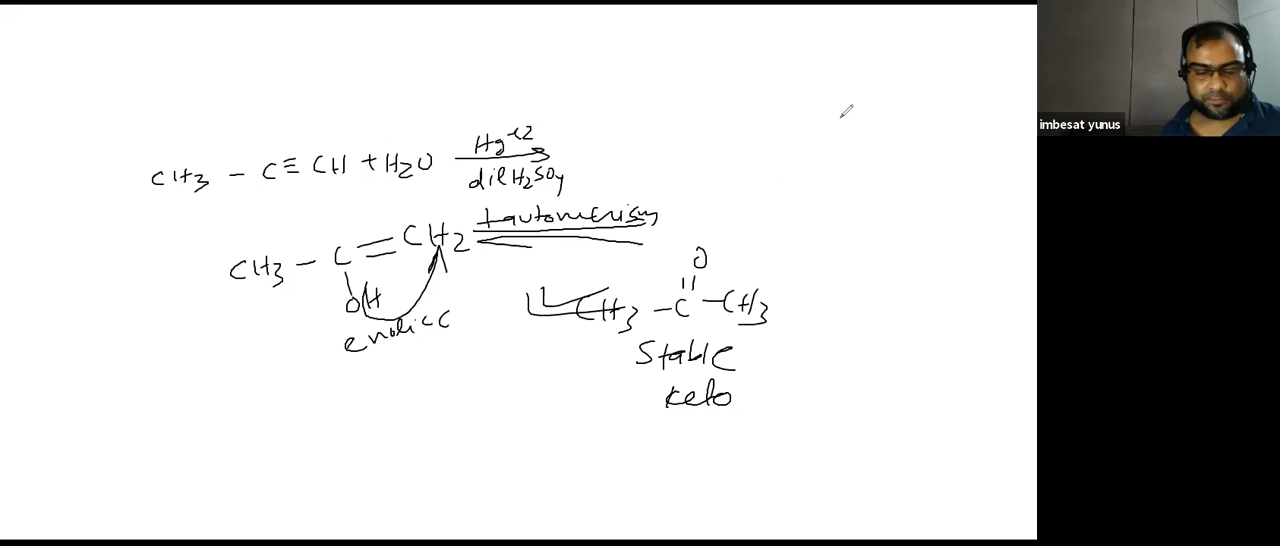 CH3 - C ≡ CH + H2O
Hg+2
dil H2SO4
CH3 - C = CH2
OH
enolic
tautomerism
O
CH3 - C - CH3
Stable
keto
imbesat yunus